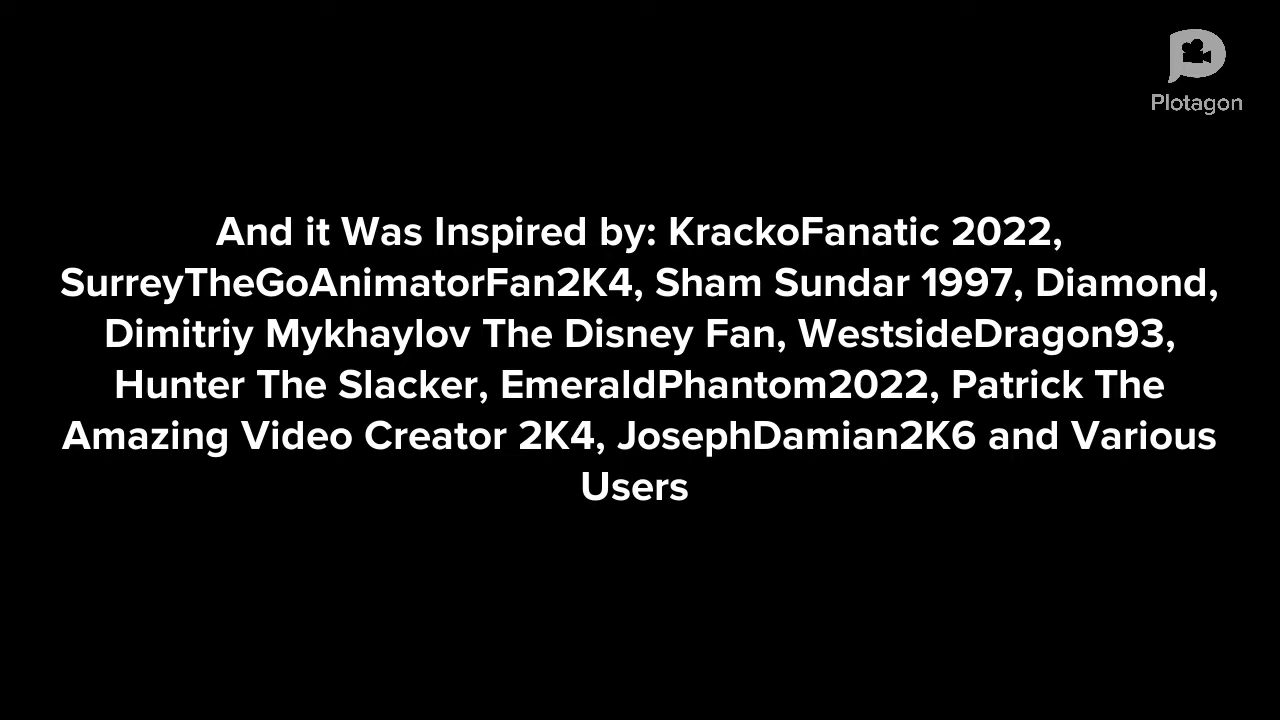 Plotagon
And it Was Inspired by: KrackoFanatic 2022,
SurreyTheGoAnimatorFan2K4, Sham Sundar 1997, Diamond,
Dimitriy Mykhaylov The Disney Fan, WestsideDragon93,
Hunter The Slacker, EmeraldPhantom2022, Patrick The
Amazing Video Creator 2K4, JosephDamian2K6 and Various
Users